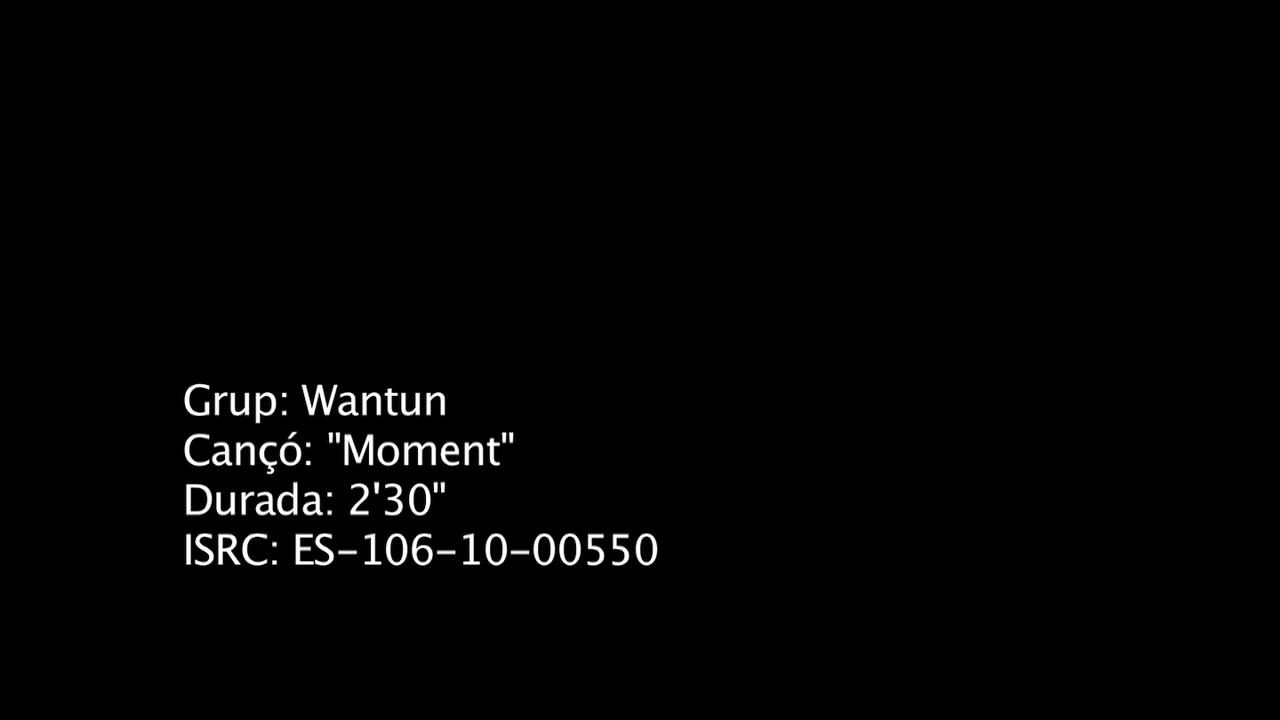 Grup: Wantun
Cançó: "Moment"
Durada: 2'30"
ISRC: ES-106-10-00550